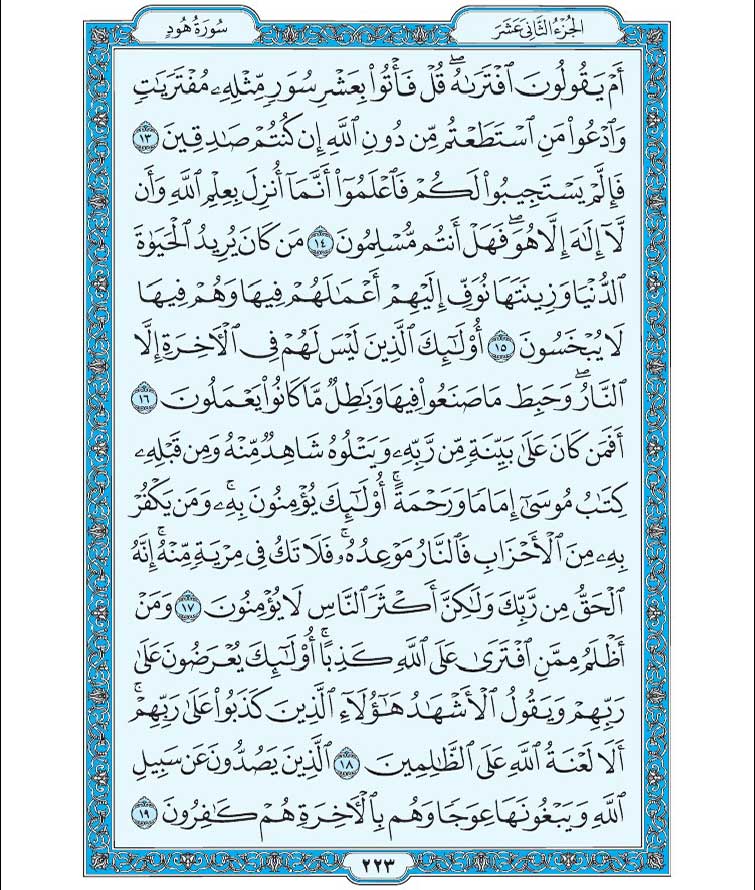 سُورَةُ هُودٍ
الجُزْءُ الثَّانِيَ عَشَرَ
أَمۡ يَقُولُونَ ٱفۡتَرَىٰهُۖ قُلۡ فَأۡتُواْ بِعَشۡرِ سُوَرٖ مِّثۡلِهِۦ مُفۡتَرَيَٰتٖ
وَٱدۡعُواْ مَنِ ٱسۡتَطَعۡتُم مِّن دُونِ ٱللَّهِ إِن كُنتُمۡ صَٰدِقِينَ ١٣
فَإِلَّمۡ يَسۡتَجِيبُواْ لَكُمۡ فَٱعۡلَمُوٓاْ أَنَّمَآ أُنزِلَ بِعِلۡمِ ٱللَّهِ وَأَن
لَّآ إِلَٰهَ إِلَّا هُوَۖ فَهَلۡ أَنتُم مُّسۡلِمُونَ ١٤ مَن كَانَ يُرِيدُ ٱلۡحَيَوٰةَ
ٱلدُّنۡيَا وَزِينَتَهَا نُوَفِّ إِلَيۡهِمۡ أَعۡمَٰلَهُمۡ فِيهَا وَهُمۡ فِيهَا
لَا يُبۡخَسُونَ ١٥ أُوْلَٰٓئِكَ ٱلَّذِينَ لَيۡسَ لَهُمۡ فِي ٱلۡأٓخِرَةِ إِلَّا
ٱلنَّارُۖ وَحَبِطَ مَا صَنَعُواْ فِيهَا وَبَٰطِلٞ مَّا كَانُواْ يَعۡمَلُونَ ١٦
أَفَمَن كَانَ عَلَىٰ بَيِّنَةٖ مِّن رَّبِّهِۦ وَيَتۡلُوهُ شَاهِدٞ مِّنۡهُ وَمِن قَبۡلِهِۦ
كِتَٰبُ مُوسَىٰٓ إِمَامٗا وَرَحۡمَةًۚ أُوْلَٰٓئِكَ يُؤۡمِنُونَ بِهِۦۚ وَمَن يَكۡفُرۡ
بِهِۦ مِنَ ٱلۡأَحۡزَابِ فَٱلنَّارُ مَوۡعِدُهُۥۚ فَلَا تَكُ فِي مِرۡيَةٖ مِّنۡهُۚ إِنَّهُ
ٱلۡحَقُّ مِن رَّبِّكَ وَلَٰكِنَّ أَكۡثَرَ ٱلنَّاسِ لَا يُؤۡمِنُونَ ١٧ وَمَنۡ
أَظۡلَمُ مِمَّنِ ٱفۡتَرَىٰ عَلَى ٱللَّهِ كَذِبًاۚ أُوْلَٰٓئِكَ يُعۡرَضُونَ عَلَىٰ
رَبِّهِمۡ وَيَقُولُ ٱلۡأَشۡهَٰدُ هَٰٓؤُلَآءِ ٱلَّذِينَ كَذَبُواْ عَلَىٰ رَبِّهِمۡۚ
أَلَا لَعۡنَةُ ٱللَّهِ عَلَى ٱلظَّٰلِمِينَ ١٨ ٱلَّذِينَ يَصُدُّونَ عَن سَبِيلِ
ٱللَّهِ وَيَبۡغُونَهَا عِوَجٗا وَهُم بِٱلۡأٓخِرَةِ هُمۡ كَٰفِرُونَ ١٩
٢٢٣